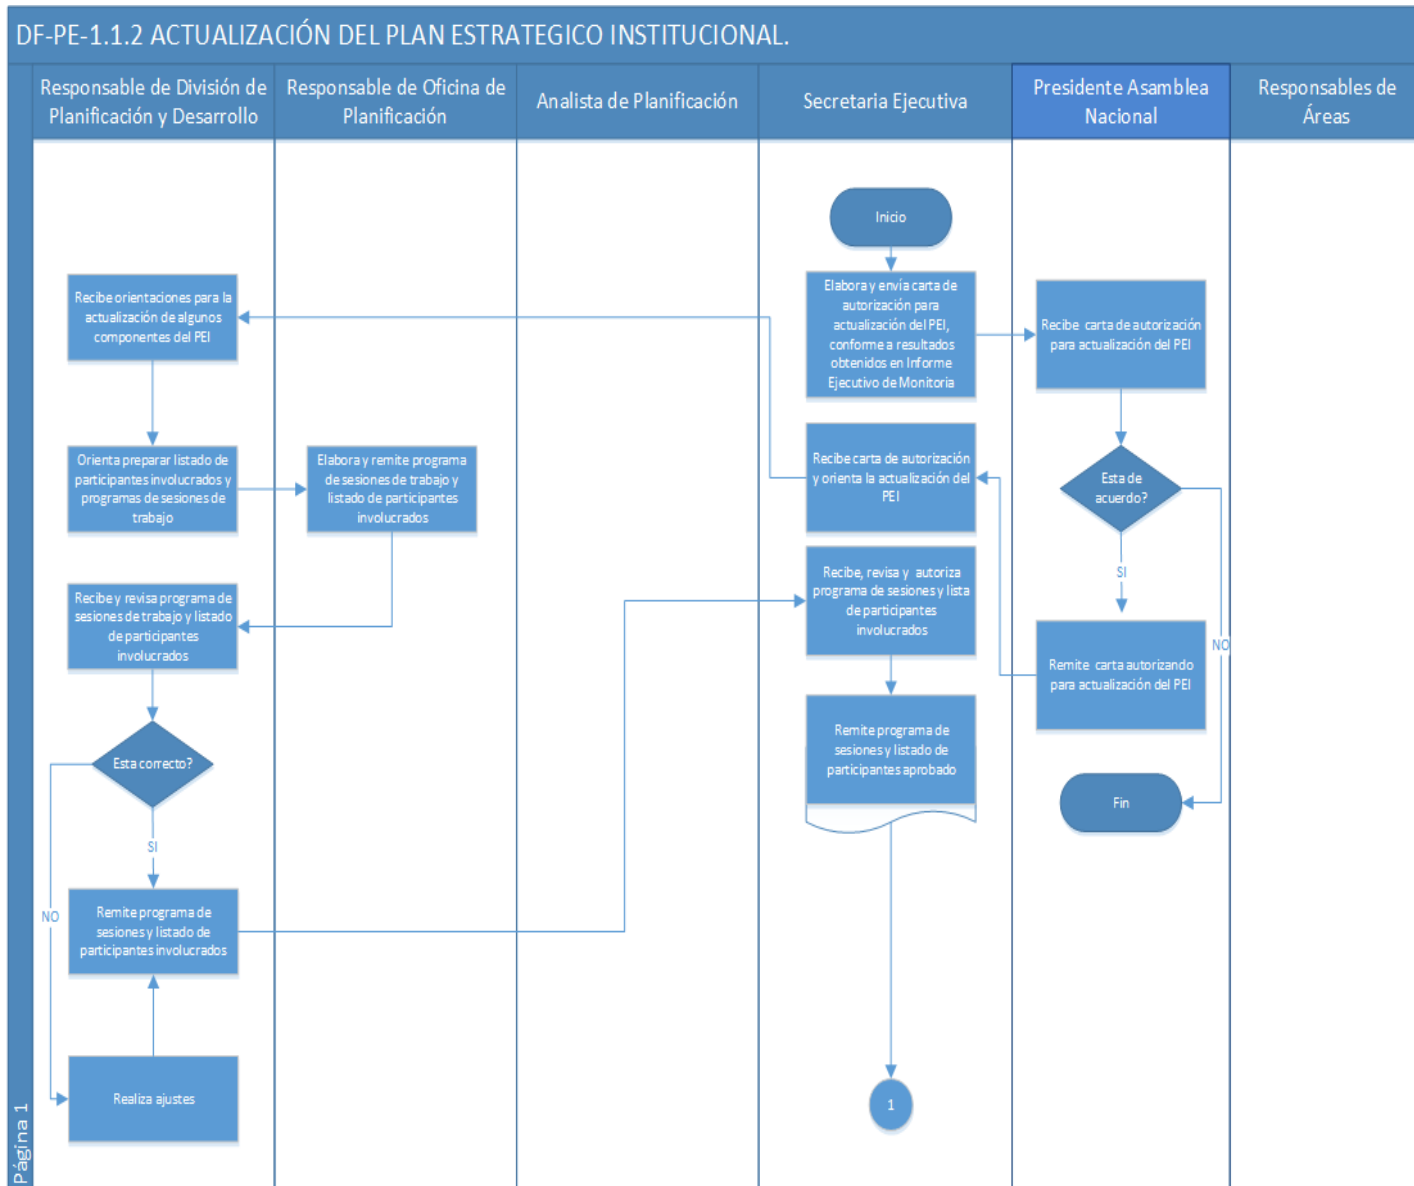 DF-PE-1.1.2 ACTUALIZACIÓN DEL PLAN ESTRATEGICO INSTITUCIONAL.
Responsable de División de
Planificación y Desarrollo
Responsable de Oficina de
Planificación
Analista de Planificación
Secretaria Ejecutiva
Presidente Asamblea
Nacional
Responsables de
Áreas
Inicio
Elabora y envía carta de
autorización para
actualización del PEI,
conforme a resultados
obtenidos en Informe
Ejecutivo de Monitoria
Recibe carta de autorización
para actualización del PEI
Esta de
acuerdo?
SI
NO
Remite carta autorizando
para actualización del PEI
Fin
Recibe carta de autorización
y orienta la actualización del
PEI
Recibe orientaciones para la
actualización de algunos
componentes del PEI
Orienta preparar listado de
participantes involucrados y
programas de sesiones de
trabajo
Elabora y remite programa
de sesiones de trabajo y
listado de participantes
involucrados
Recibe y revisa programa de
sesiones de trabajo y listado
de participantes
involucrados
Esta correcto?
SI
NO
Remite programa de
sesiones y listado de
participantes involucrados
Realiza ajustes
Recibe, revisa y autoriza
programa de sesiones y lista
de participantes
involucrados
Remite programa de
sesiones y listado de
participantes aprobado
1
Página 1